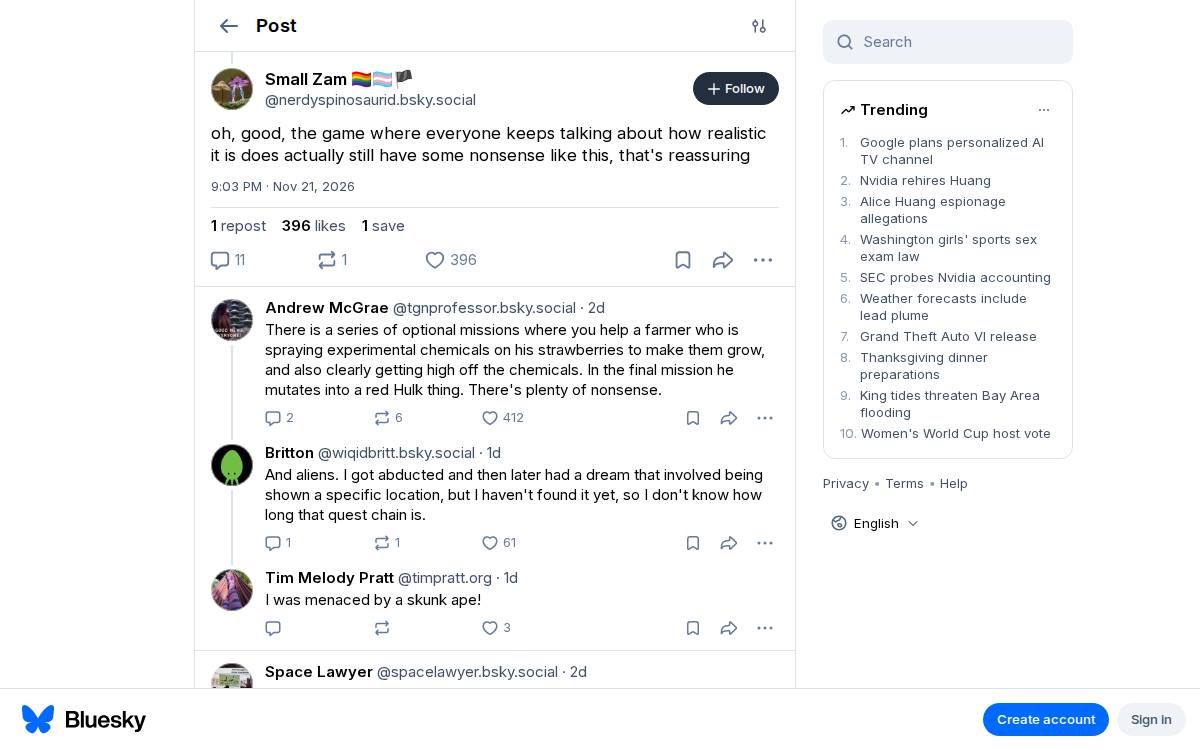 Post
Small Zam 🏳️‍🌈🏳️‍⚧️🏴
@nerdyspinosaurid.bsky.social
Follow
oh, good, the game where everyone keeps talking about how realistic
it is does actually still have some nonsense like this, that's reassuring
9:03 PM · Nov 21, 2026
1 repost 396 likes 1 save
11 1 396
Andrew McGrae @tgnprofessor.bsky.social · 2d
There is a series of optional missions where you help a farmer who is
spraying experimental chemicals on his strawberries to make them grow,
and also clearly getting high off the chemicals. In the final mission he
mutates into a red Hulk thing. There's plenty of nonsense.
2 6 412
Britton @wiqidbritt.bsky.social · 1d
And aliens. I got abducted and then later had a dream that involved being
shown a specific location, but I haven't found it yet, so I don't know how
long that quest chain is.
1 1 61
Tim Melody Pratt @timpratt.org · 1d
I was menaced by a skunk ape!
3
Space Lawyer @spacelawyer.bsky.social · 2d
Search
Trending
1. Google plans personalized AI
TV channel
2. Nvidia rehires Huang
3. Alice Huang espionage
allegations
4. Washington girls' sports sex
exam law
5. SEC probes Nvidia accounting
6. Weather forecasts include
lead plume
7. Grand Theft Auto VI release
8. Thanksgiving dinner
preparations
9. King tides threaten Bay Area
flooding
10. Women's World Cup host vote
Privacy • Terms • Help
English
Bluesky
Create account
Sign in